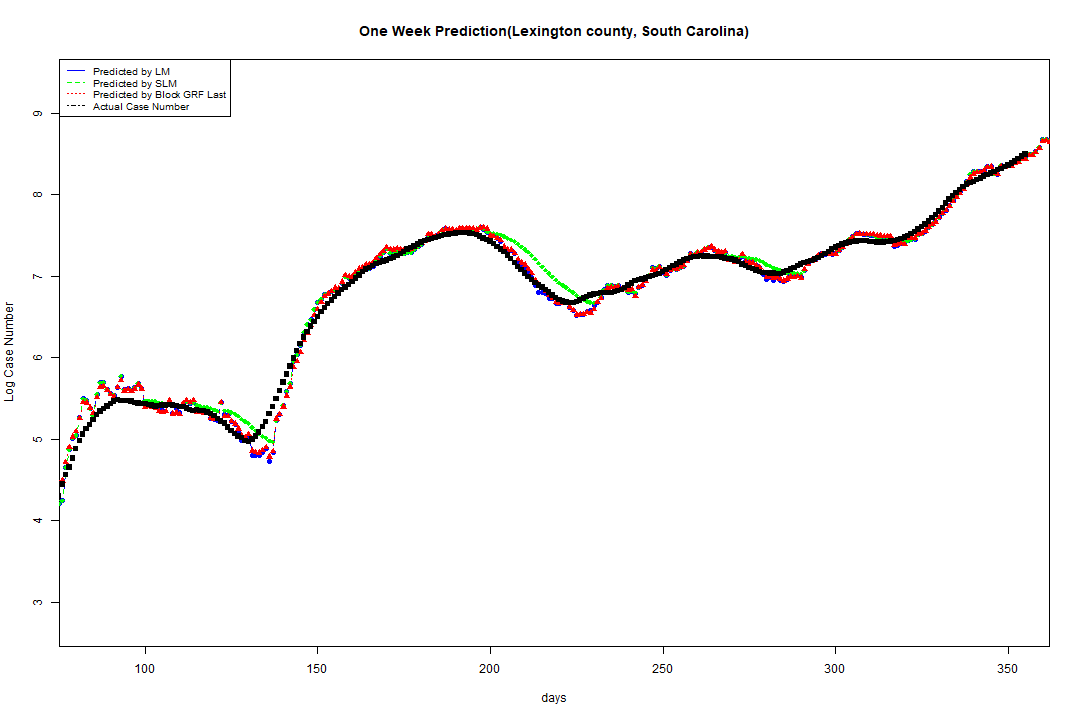 One Week Prediction(Lexington county, South Carolina)
Predicted by LM
Predicted by SLM
Predicted by Block GRF Last
Actual Case Number
9
8
7
6
5
4
3
Log Case Number
100 150 200 250 300 350
days